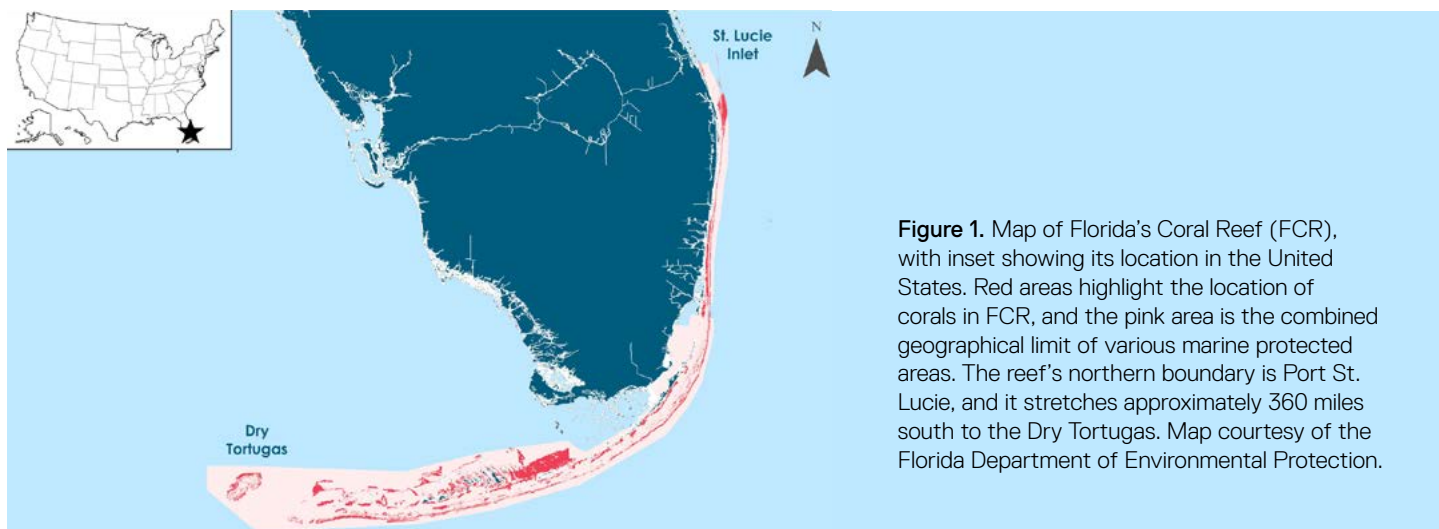 St. Lucie
Inlet
N
Dry
Tortugas
Figure 1. Map of Florida's Coral Reef (FCR),
with inset showing its location in the United
States. Red areas highlight the location of
corals in FCR, and the pink area is the combined
geographical limit of various marine protected
areas. The reef's northern boundary is Port St.
Lucie, and it stretches approximately 360 miles
south to the Dry Tortugas. Map courtesy of the
Florida Department of Environmental Protection.